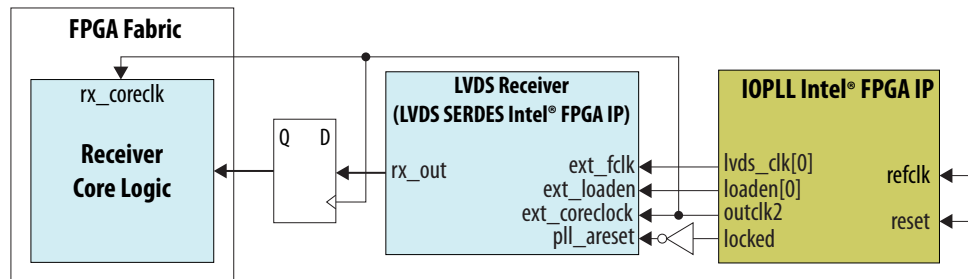 FPGA Fabric
rx_coreclk
Receiver
Core Logic
Q D
LVDS Receiver
(LVDS SERDES Intel® FPGA IP)
rx_out
ext_fclk
ext_loaden
ext_coreclock
pll_areset
IOPLL Intel® FPGA IP
lvds_clk[0]
loaden[0]
outclk2
locked
refclk
reset